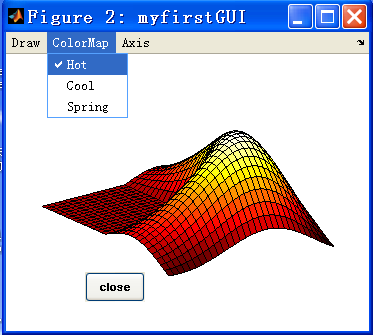 Figure 2: myfirstGUI
Draw ColorMap Axis
Hot
Cool
Spring
close